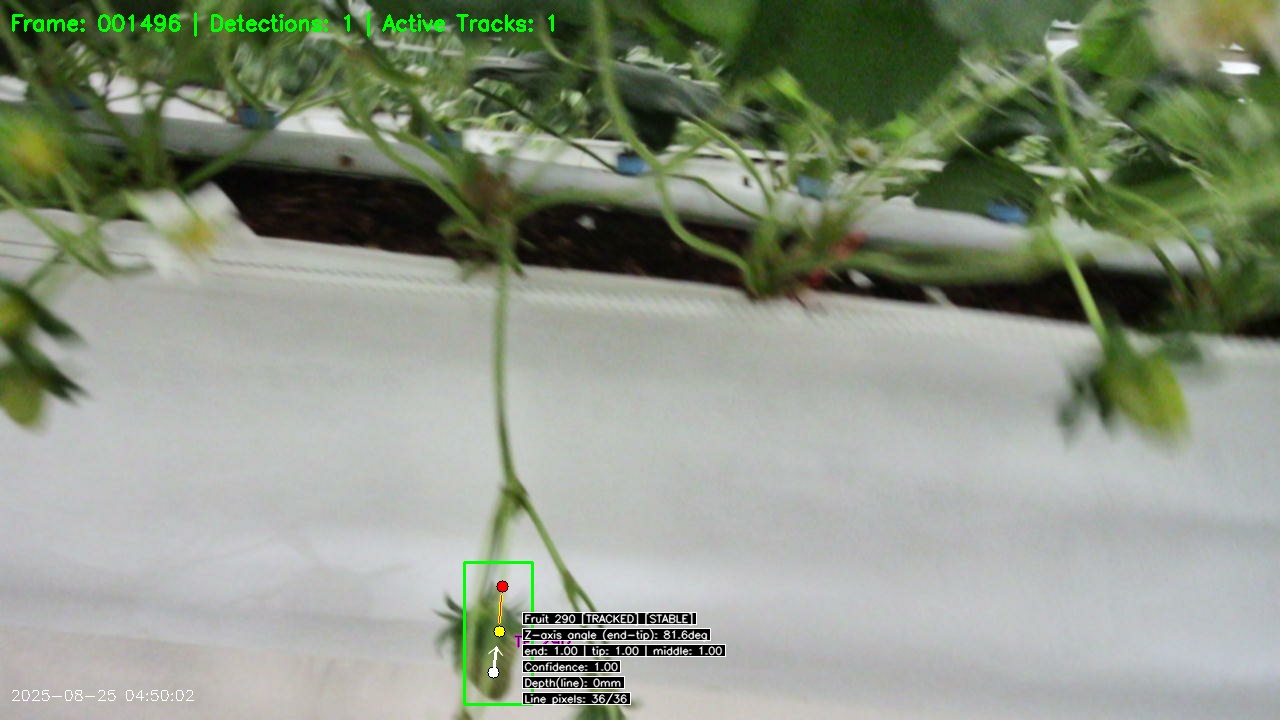 Frame: 001496 | Detections: 1 | Active Tracks: 1
Fruit 290 [TRACKED] [STABLE]
Z-axis angle (end-tip): 81.6deg
end: 1.00 | tip: 1.00 | middle: 1.00
Confidence: 1.00
Depth(line): 0mm
Line pixels: 36/36
2025-08-25 04:50:02